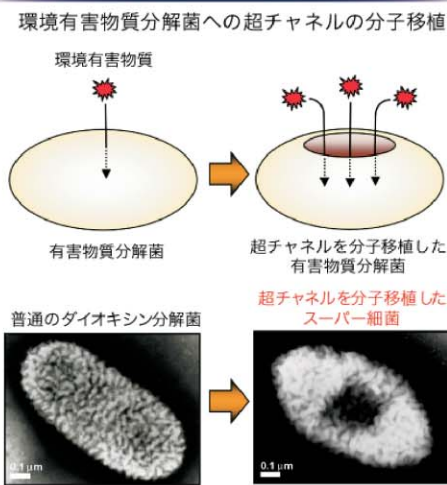 環境有害物質分解菌への超チャネルの分子移植
環境有害物質
有害物質分解菌
超チャネルを分子移植した
有害物質分解菌
普通のダイオキシン分解菌
超チャネルを分子移植した
スーパー細菌
0.1 μm
0.1 μm